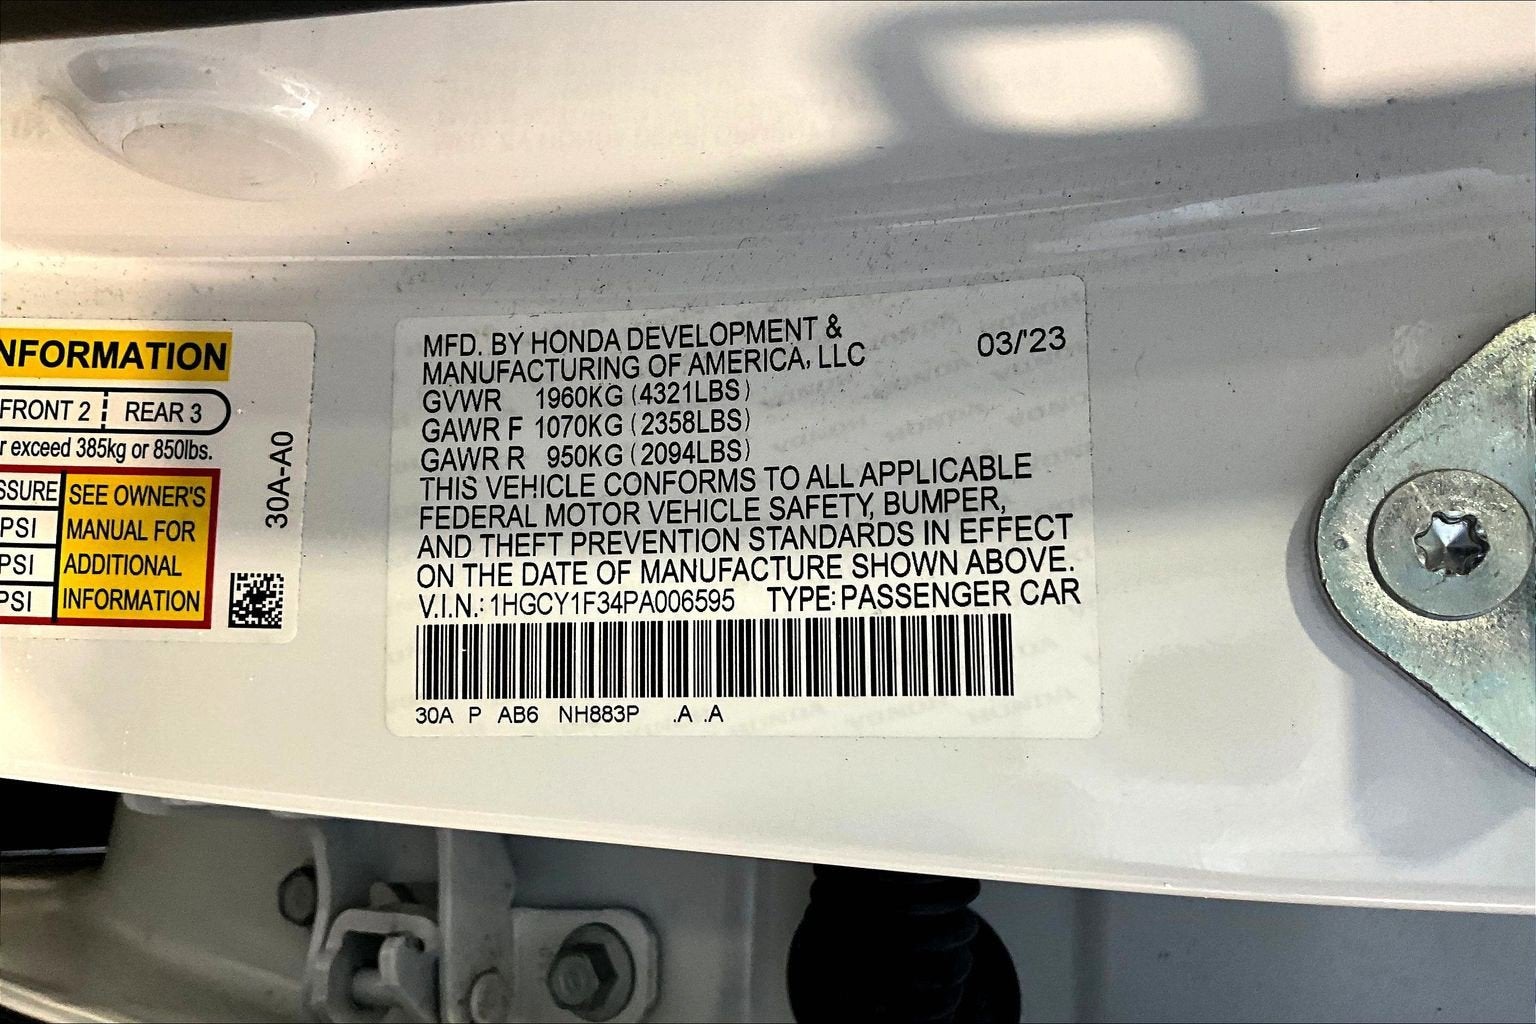 NFORMATION
FRONT 2 REAR 3
r exceed 385kg or 850lbs.
SSURE SEE OWNER'S
PSI MANUAL FOR
PSI ADDITIONAL
PSI INFORMATION
30A-A0
MFD. BY HONDA DEVELOPMENT &
MANUFACTURING OF AMERICA, LLC 03/'23
GVWR 1960KG (4321LBS)
GAWR F 1070KG (2358LBS)
GAWR R 950KG (2094LBS)
THIS VEHICLE CONFORMS TO ALL APPLICABLE
FEDERAL MOTOR VEHICLE SAFETY, BUMPER,
AND THEFT PREVENTION STANDARDS IN EFFECT
ON THE DATE OF MANUFACTURE SHOWN ABOVE.
V.I.N.: 1HGCY1F34PA006595 TYPE: PASSENGER CAR
30A P AB6 NH883P .A .A